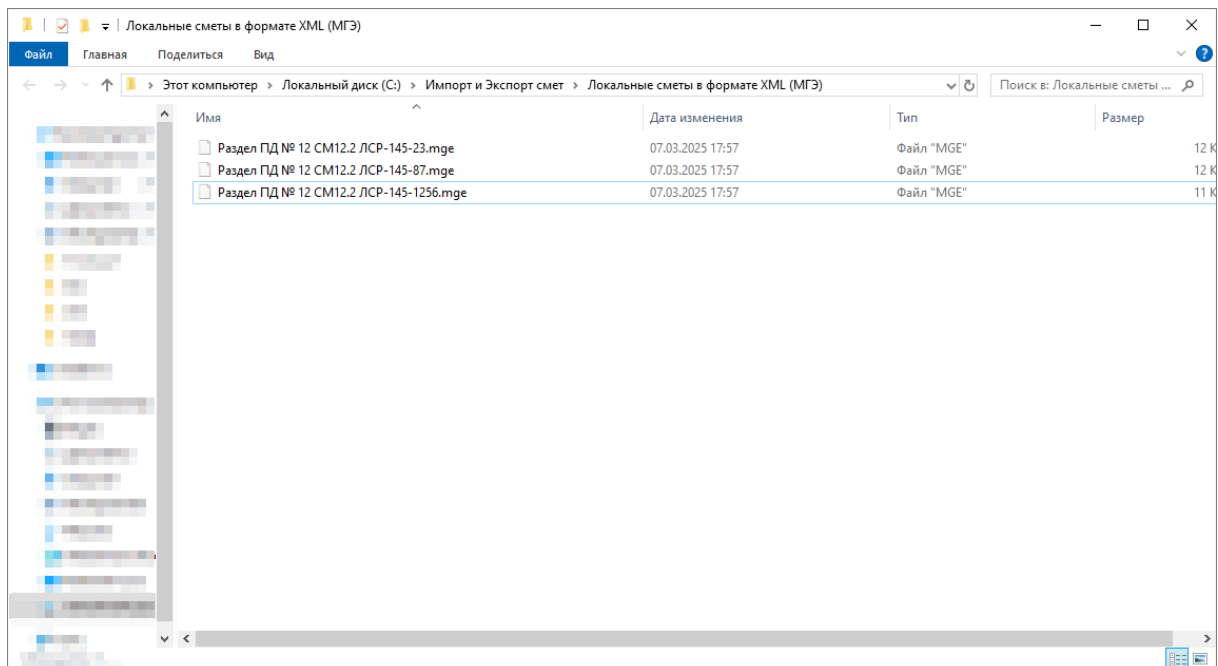 Локальные сметы в формате XML (МГЭ)
Файл Главная Поделиться Вид
Этот компьютер > Локальный диск (C:) > Импорт и Экспорт смет > Локальные сметы в формате XML (МГЭ) Поиск в: Локальные сметы ...
Имя Дата изменения Тип Размер
Раздел ПД № 12 СМ12.2 ЛСР-145-23.mge 07.03.2025 17:57 Файл "MGE" 12 К
Раздел ПД № 12 СМ12.2 ЛСР-145-87.mge 07.03.2025 17:57 Файл "MGE" 12 К
Раздел ПД № 12 СМ12.2 ЛСР-145-1256.mge 07.03.2025 17:57 Файл "MGE" 11 К